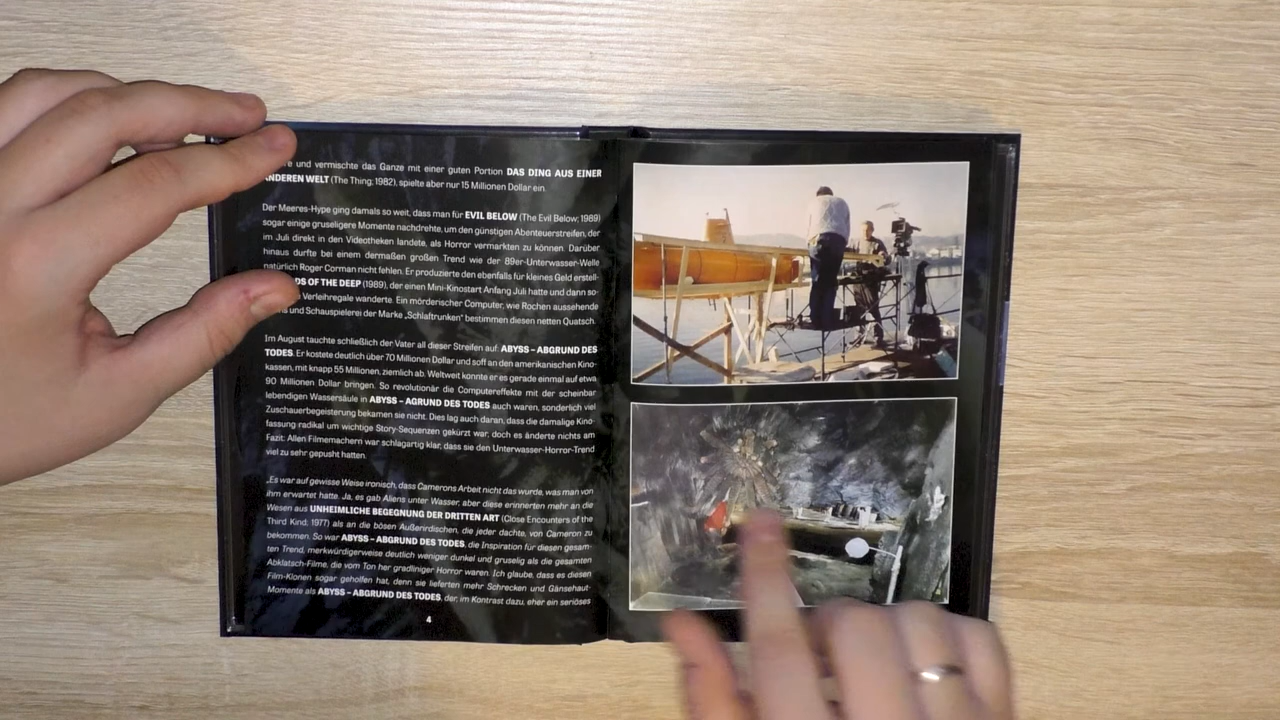 und vermischte das Ganze mit einer guten Portion DAS DING AUS EINER
ANDEREN WELT (The Thing; 1982), spielte aber nur 15 Millionen Dollar ein.
Der Meeres-Hype ging damals so weit, dass man für EVIL BELOW (The Evil Below; 1989)
sogar einige gruseligere Momente nachdrehte, um den günstigen Abenteuerstreifen, der
im Juli direkt in den Videotheken landete, als Horror vermarkten zu können. Darüber
hinaus durfte bei einem dermaßen großen Trend wie der 89er-Unterwasser-Welle
natürlich Roger Corman nicht fehlen. Er produzierte den ebenfalls für kleines Geld erstell-
OF THE DEEP (1989), der einen Mini-Kinostart Anfang Juli hatte und dann so-
Verleihregale wanderte. Ein mörderischer Computer, wie Rochen aussehende
und Schauspielerei der Marke „Schlaftrunken" bestimmen diesen netten Quatsch.
Im August tauchte schließlich der Vater all dieser Streifen auf: ABYSS – ABGRUND DES
TODES. Er kostete deutlich über 70 Millionen Dollar und soff an den amerikanischen Kino-
kassen, mit knapp 55 Millionen, ziemlich ab. Weltweit konnte er es gerade einmal auf etwa
90 Millionen Dollar bringen. So revolutionär die Computereffekte mit der scheinbar
lebendigen Wassersäule in ABYSS – AGRUND DES TODES auch waren, sonderlich viel
Zuschauerbegeisterung bekamen sie nicht. Dies lag auch daran, dass die damalige Kino-
fassung radikal um wichtige Story-Sequenzen gekürzt war, doch es änderte nichts am
Fazit: Allen Filmemachern war schlagartig klar, dass sie den Unterwasser-Horror-Trend
viel zu sehr gepusht hatten.
„Es war auf gewisse Weise ironisch, dass Camerons Arbeit nicht das wurde, was man von
ihm erwartet hatte. Ja, es gab Aliens unter Wasser, aber diese erinnerten mehr an die
Wesen aus UNHEIMLICHE BEGEGNUNG DER DRITTEN ART (Close Encounters of the
Third Kind; 1977) als an die bösen Außerirdischen, die jeder dachte, von Cameron zu
bekommen. So war ABYSS – ABGRUND DES TODES, die Inspiration für diesen gesam-
ten Trend, merkwürdigerweise deutlich weniger dunkel und gruselig als die gesamten
Abklatsch-Filme, die vom Ton her gradliniger Horror waren. Ich glaube, dass es diesen
Film-Klonen sogar geholfen hat, denn sie lieferten mehr Schrecken und Gänsehaut-
Momente als ABYSS – ABGRUND DES TODES, der, im Kontrast dazu, eher ein seriöses
4